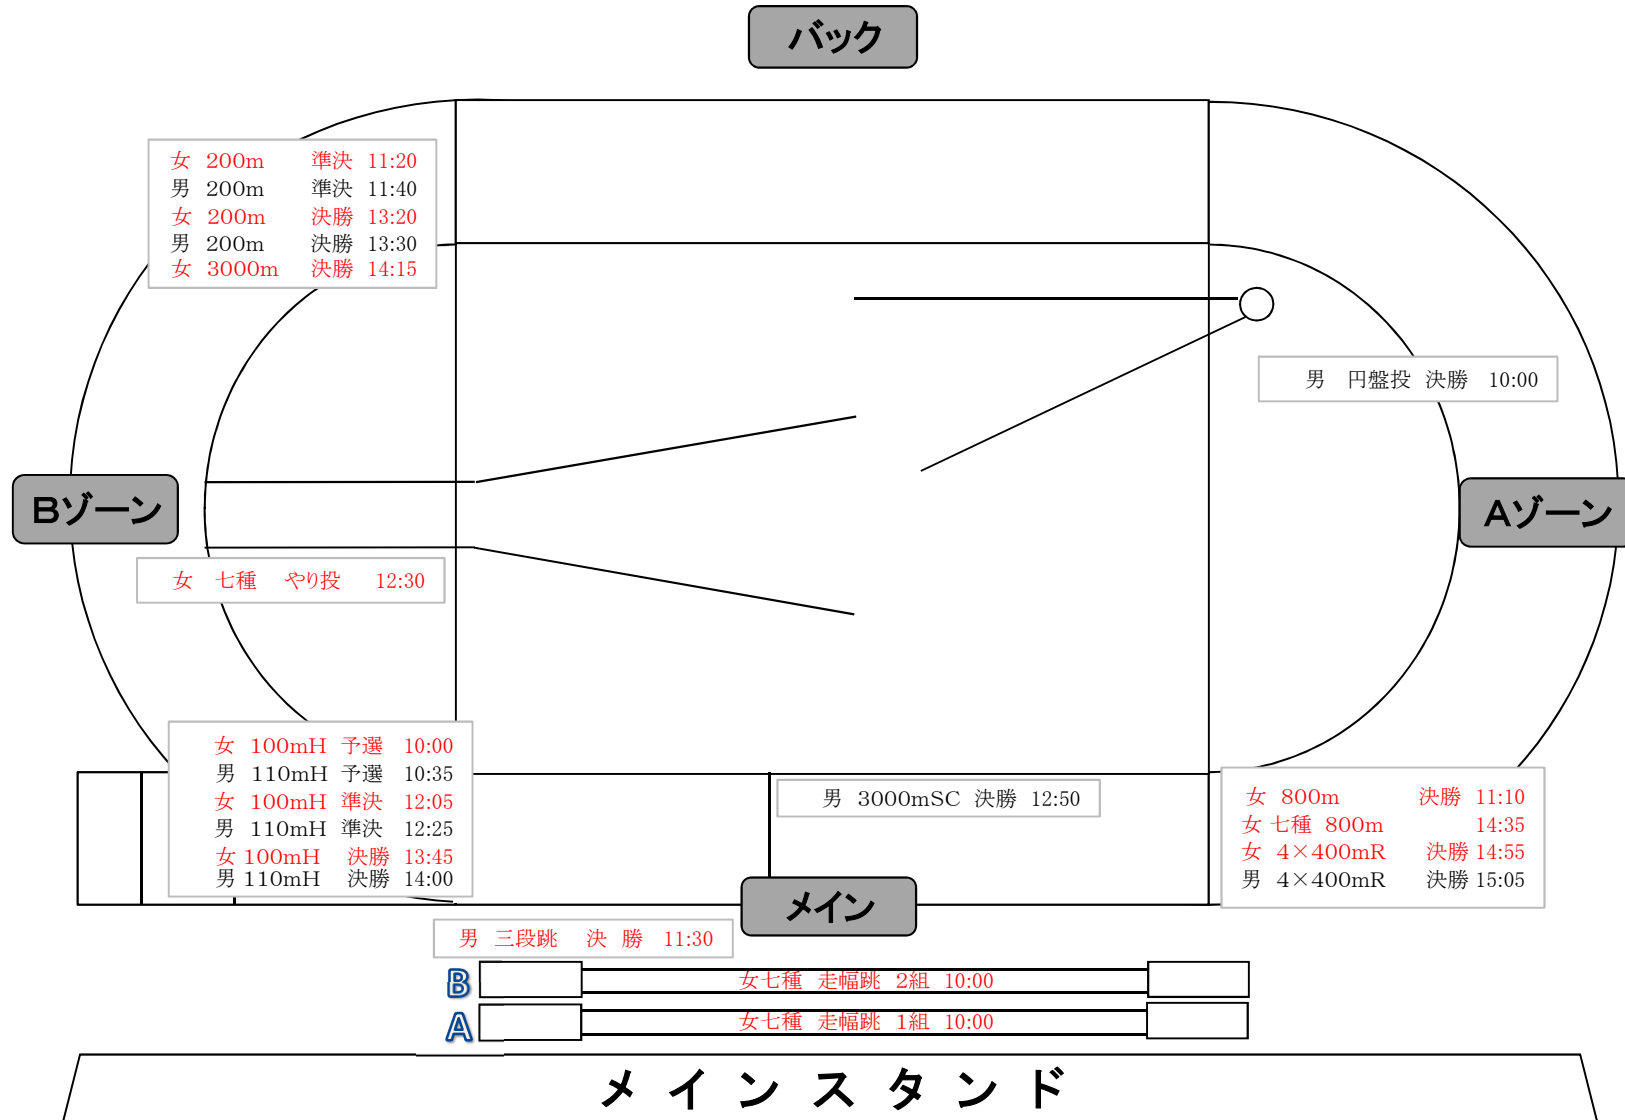 バック
女 200m 準決 11:20
男 200m 準決 11:40
女 200m 決勝 13:20
男 200m 決勝 13:30
女 3000m 決勝 14:15
男 円盤投 決勝 10:00
Bゾーン
Aゾーン
女 七種 やり投 12:30
女 100mH 予選 10:00
男 110mH 予選 10:35
女 100mH 準決 12:05
男 110mH 準決 12:25
女 100mH 決勝 13:45
男 110mH 決勝 14:00
男 3000mSC 決勝 12:50
女 800m 決勝 11:10
女 七種 800m 14:35
女 4×400mR 決勝 14:55
男 4×400mR 決勝 15:05
メイン
男 三段跳 決 勝 11:30
B 女七種 走幅跳 2組 10:00
A 女七種 走幅跳 1組 10:00
メ イ ン ス タ ン ド